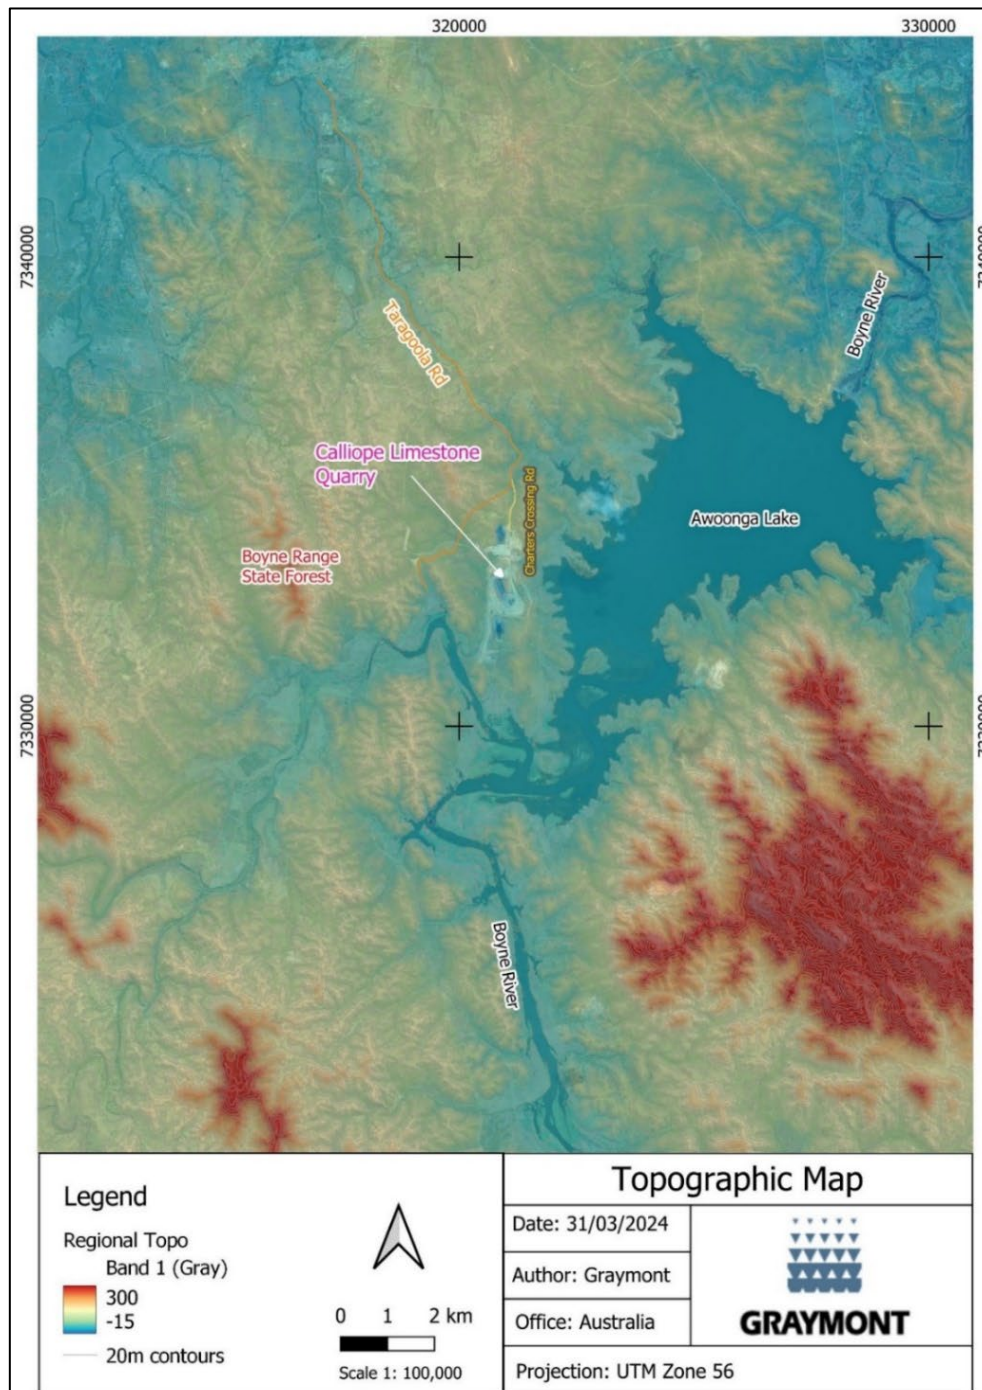 320000
330000
7340000
7340000
Boyne River
Taragoola Rd
Calliope Limestone
Quarry
Charters Crossing Rd
Awoonga Lake
Boyne Range
State Forest
7330000
7330000
Boyne River
Legend
Regional Topo
Band 1 (Gray)
300
-15
20m contours
0 1 2 km
Scale 1: 100,000
Topographic Map
Date: 31/03/2024
Author: Graymont
Office: Australia
GRAYMONT
Projection: UTM Zone 56